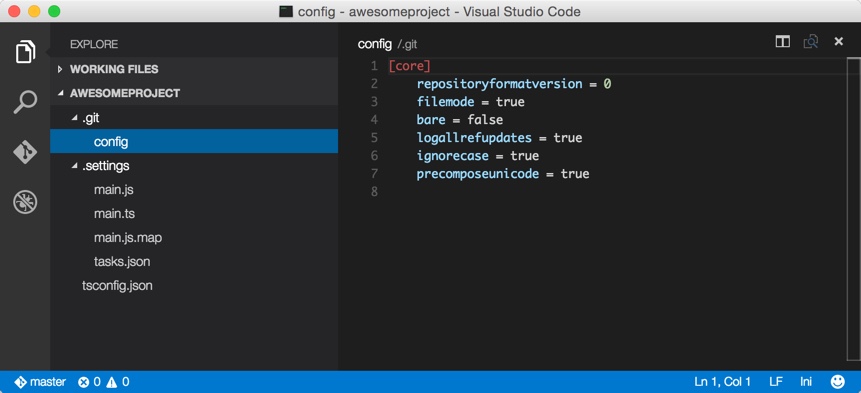 config - awesomeproject - Visual Studio Code
EXPLORE
WORKING FILES
AWESOMEPROJECT
.git
config
.settings
main.js
main.ts
main.js.map
tasks.json
tsconfig.json
config /.git
1 [core]
2 repositoryformatversion = 0
3 filemode = true
4 bare = false
5 logallrefupdates = true
6 ignorecase = true
7 precomposeunicode = true
8
master 0 0 Ln 1, Col 1 LF Ini